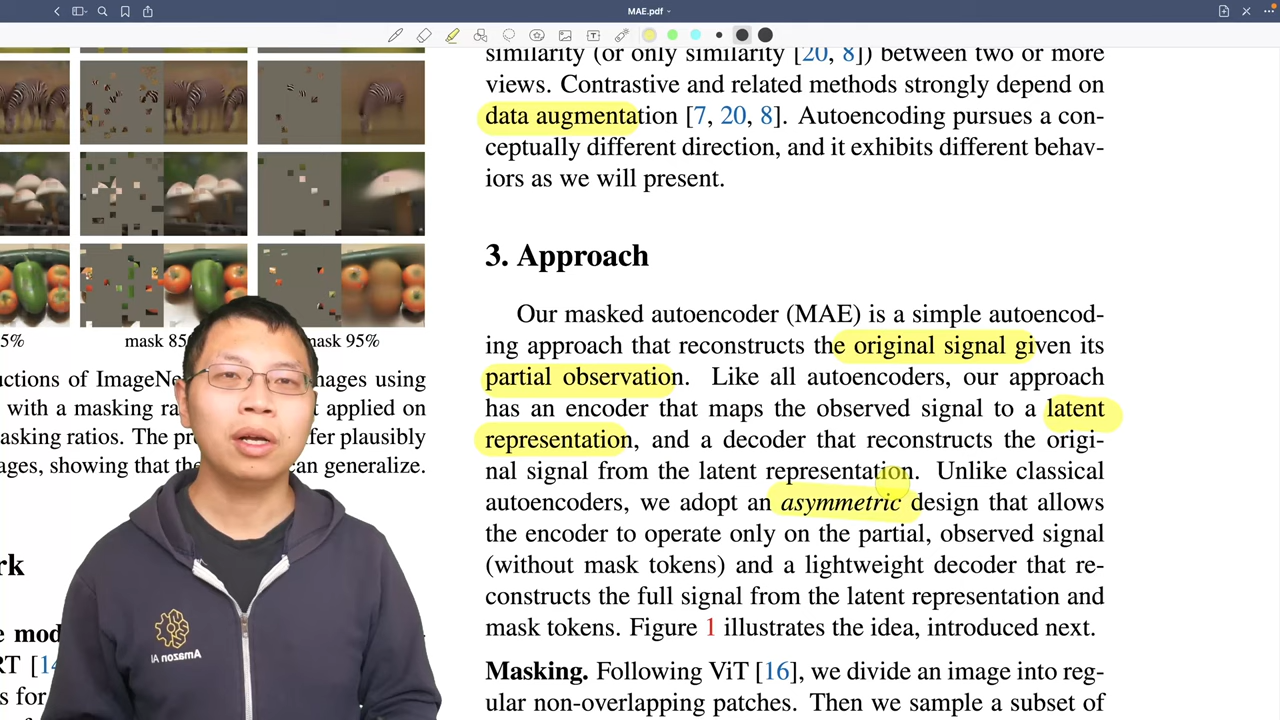 MAE.pdf
similarity (or only similarity [20, 8]) between two or more
views. Contrastive and related methods strongly depend on
data augmentation [7, 20, 8]. Autoencoding pursues a con-
ceptually different direction, and it exhibits different behav-
iors as we will present.
3. Approach
Our masked autoencoder (MAE) is a simple autoencod-
ing approach that reconstructs the original signal given its
partial observation. Like all autoencoders, our approach
has an encoder that maps the observed signal to a latent
representation, and a decoder that reconstructs the origi-
nal signal from the latent representation. Unlike classical
autoencoders, we adopt an asymmetric design that allows
the encoder to operate only on the partial, observed signal
(without mask tokens) and a lightweight decoder that re-
constructs the full signal from the latent representation and
mask tokens. Figure 1 illustrates the idea, introduced next.
Masking. Following ViT [16], we divide an image into reg-
ular non-overlapping patches. Then we sample a subset of
5% mask 85 mask 95%
uctions of ImageNe mages using
with a masking ra applied on
asking ratios. The pr fer plausibly
ages, showing that the can generalize.
rk
e mod
RT [14
s for
Amazon AI